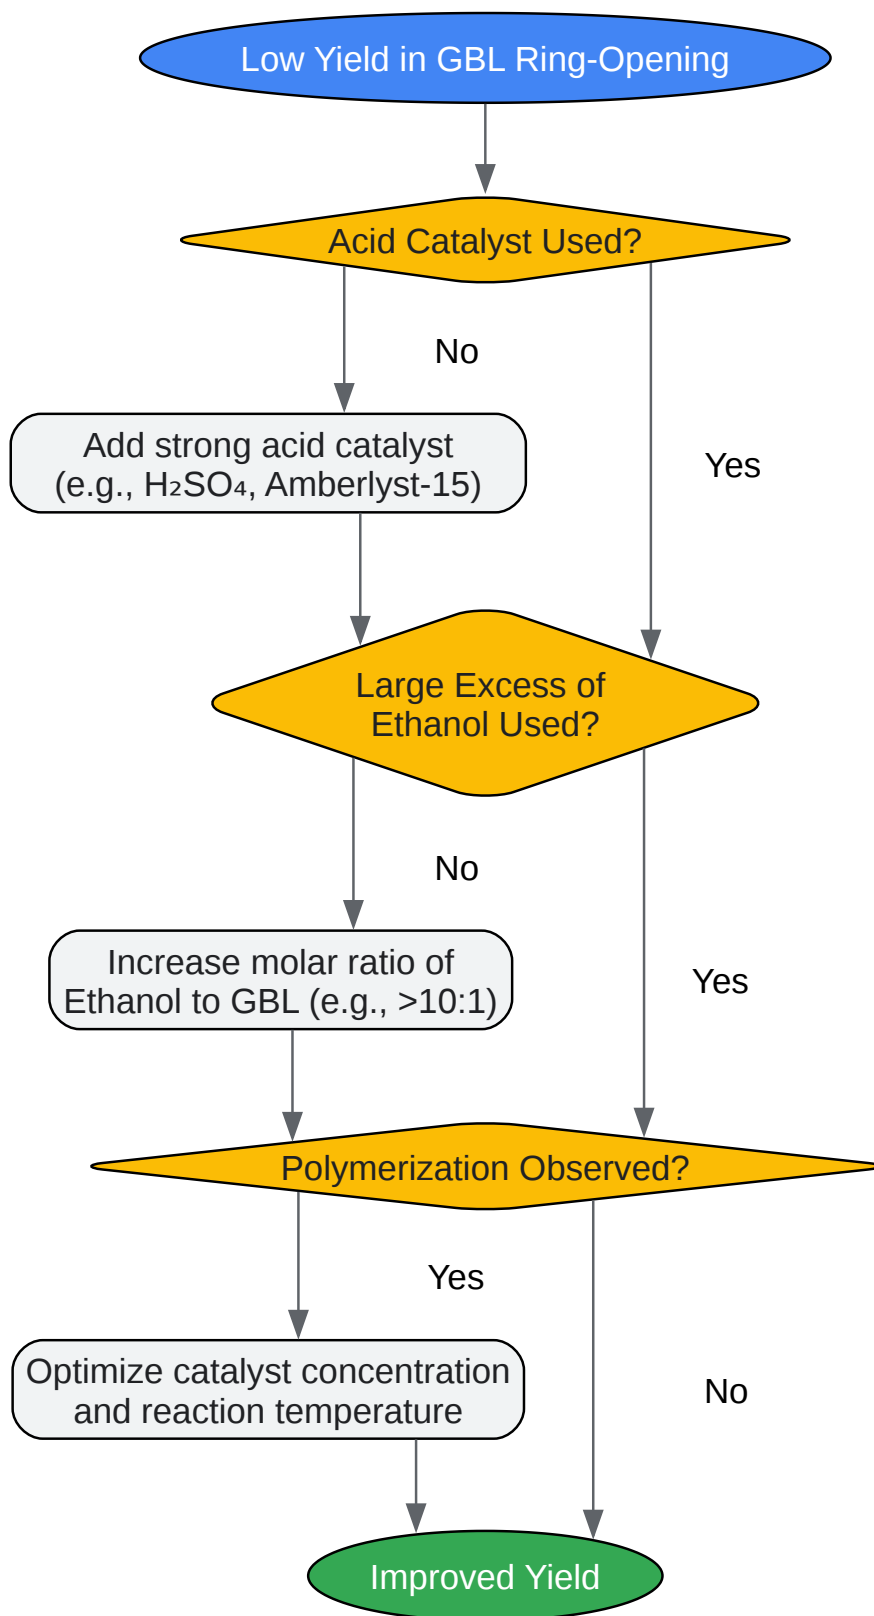 Low Yield in GBL Ring-Opening
Acid Catalyst Used?
No
Add strong acid catalyst
(e.g., H₂SO₄, Amberlyst-15)
Yes
Large Excess of
Ethanol Used?
No
Increase molar ratio of
Ethanol to GBL (e.g., >10:1)
Yes
Polymerization Observed?
Yes
Optimize catalyst concentration
and reaction temperature
No
Improved Yield